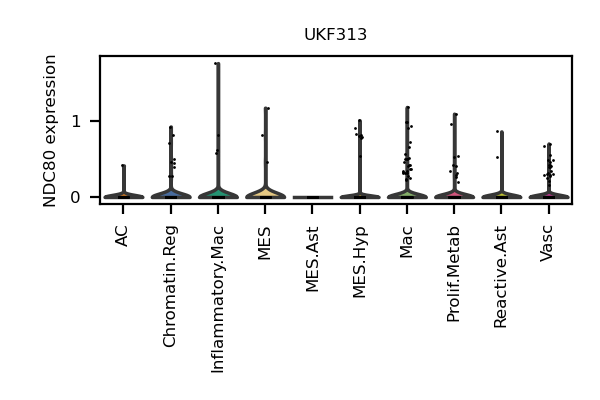 UKF313
NDC80 expression
1
0
AC
Chromatin.Reg
Inflammatory.Mac
MES
MES.Ast
MES.Hyp
Mac
Prolif.Metab
Reactive.Ast
Vasc